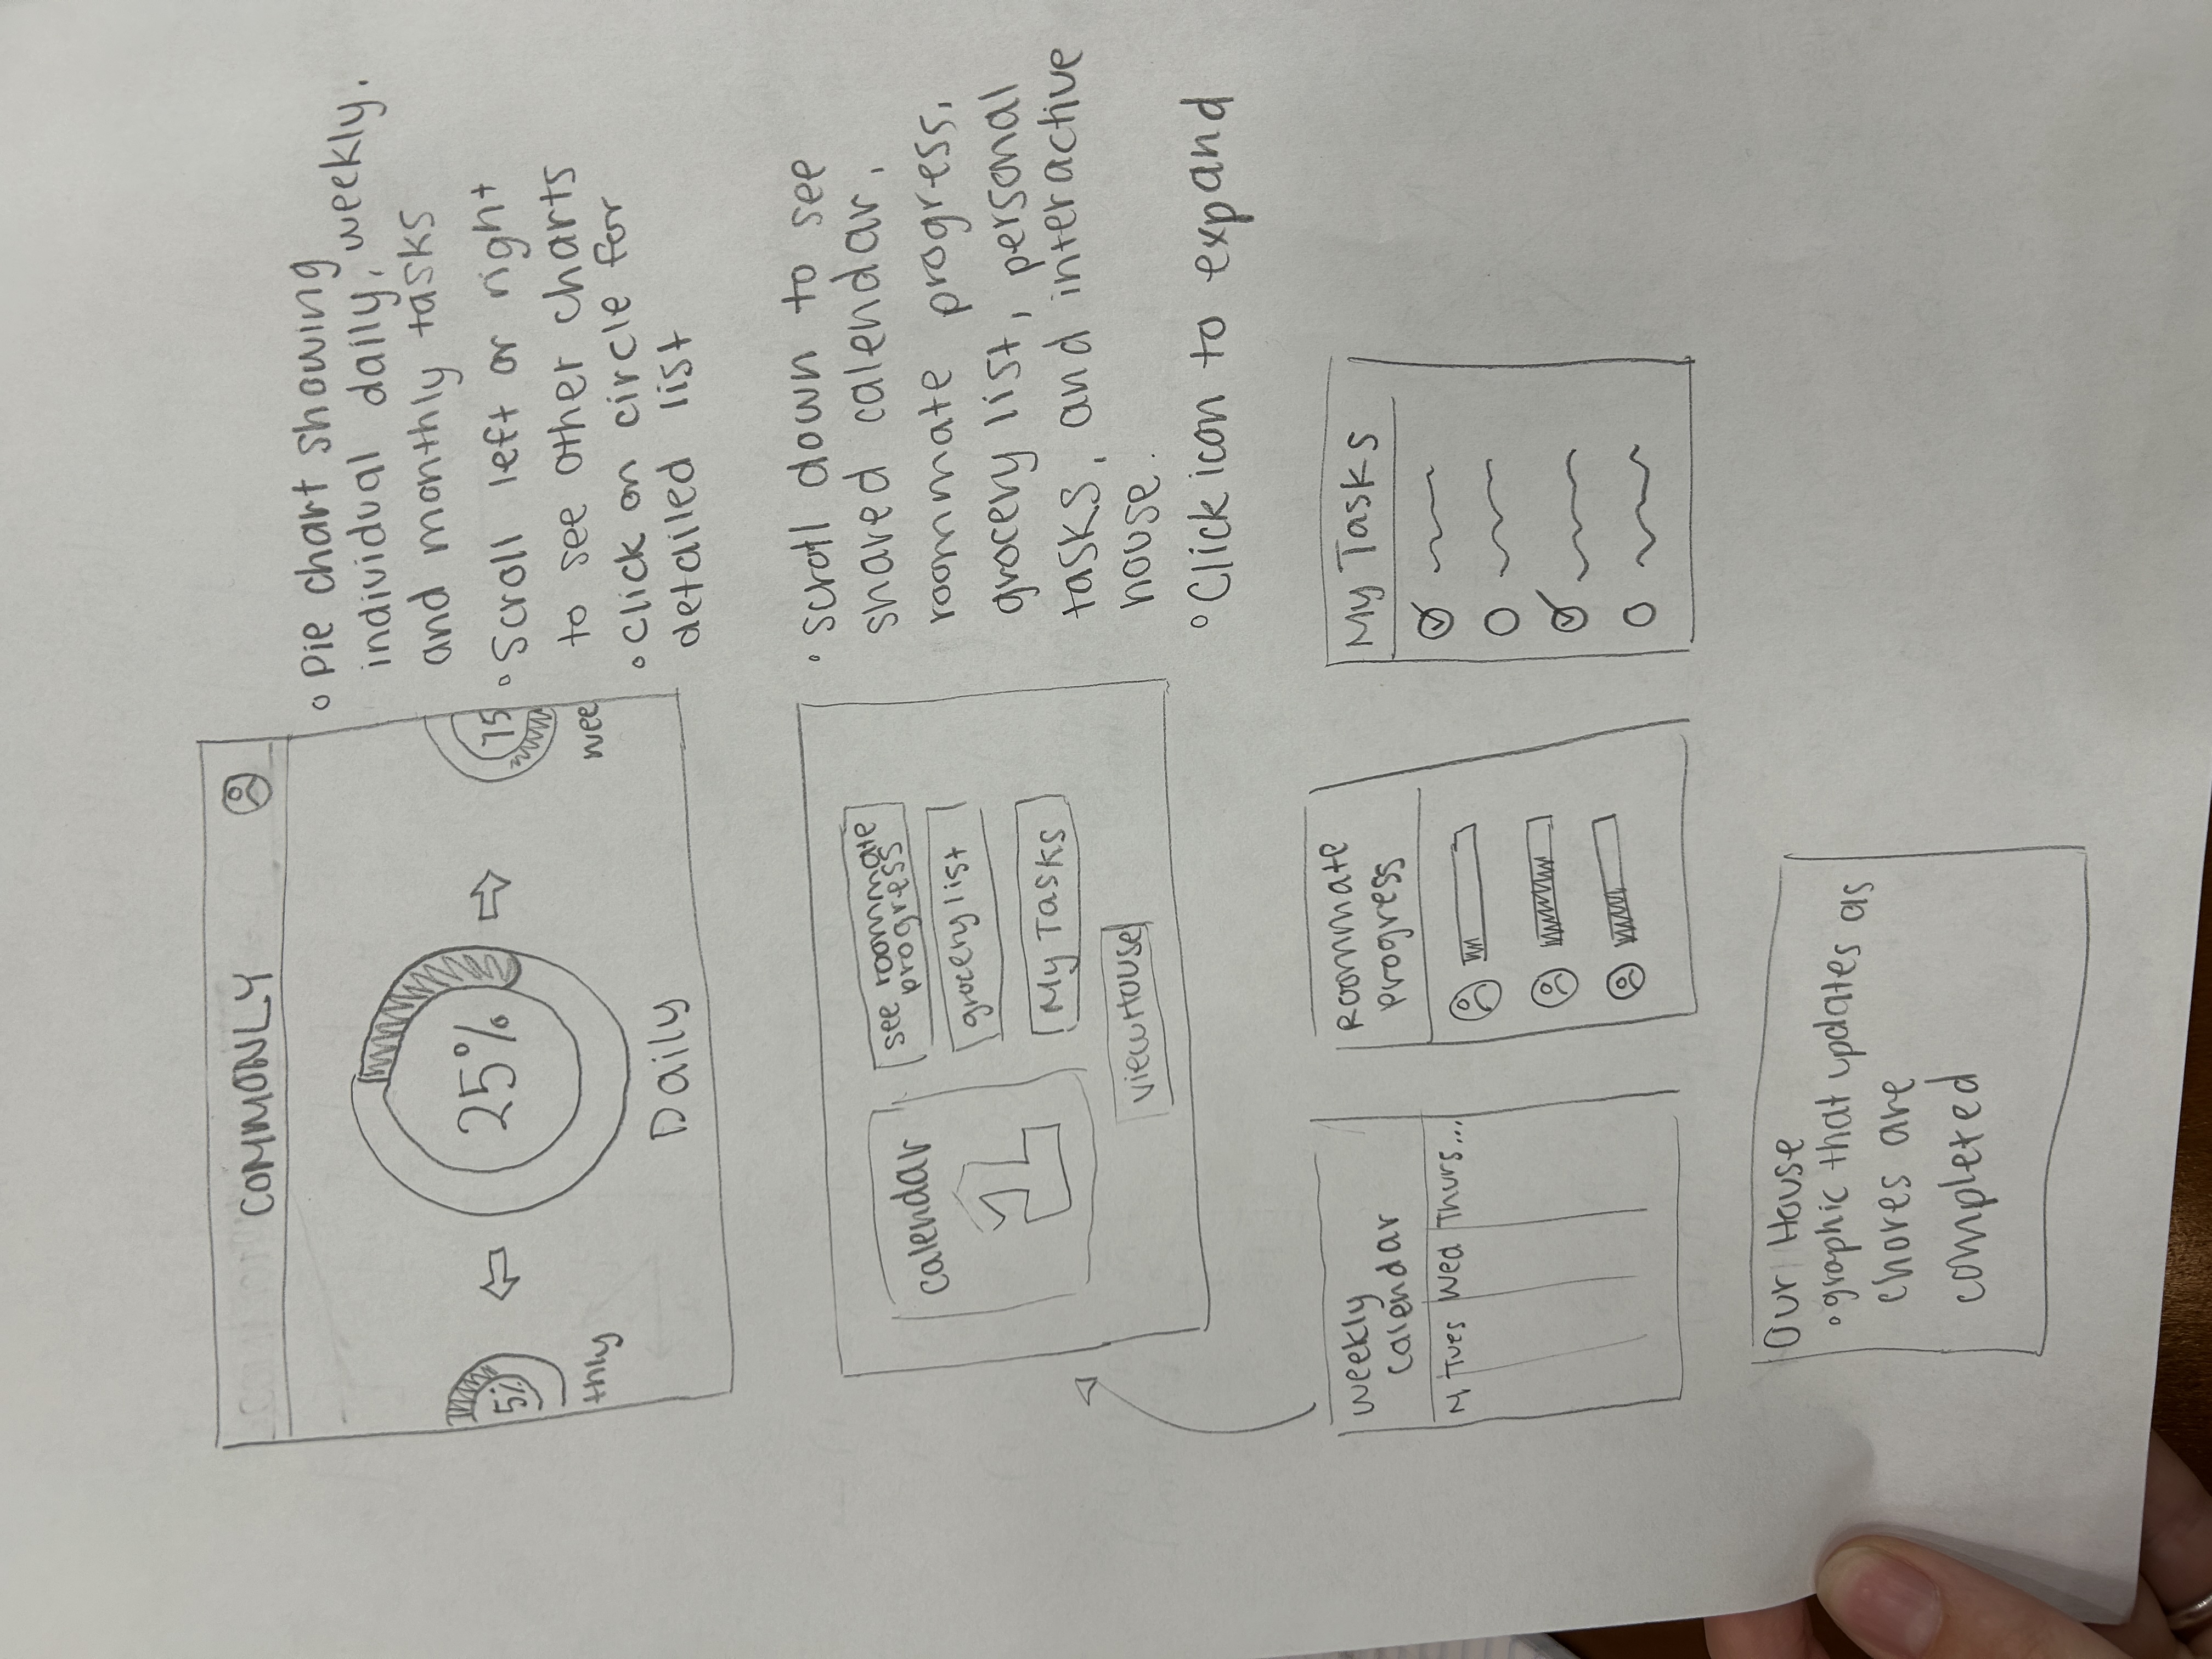 COMMONLY
5%
25%
75
thly
Daily
wee
Pie chart showing
individual daily, weekly,
and monthly tasks
Scroll left or right
to see other charts
Click on circle for
detailed list
calendar
1
see roommate
progress
grocery list
My Tasks
view House
scroll down to see
shared calendar,
roommate progress,
grocery list, personal
tasks, and interactive
house.
Click icon to expand
weekly
calendar
M Tues Wed Thurs...
Roommate
progress
My Tasks
Our House
graphic that updates as
chores are
completed